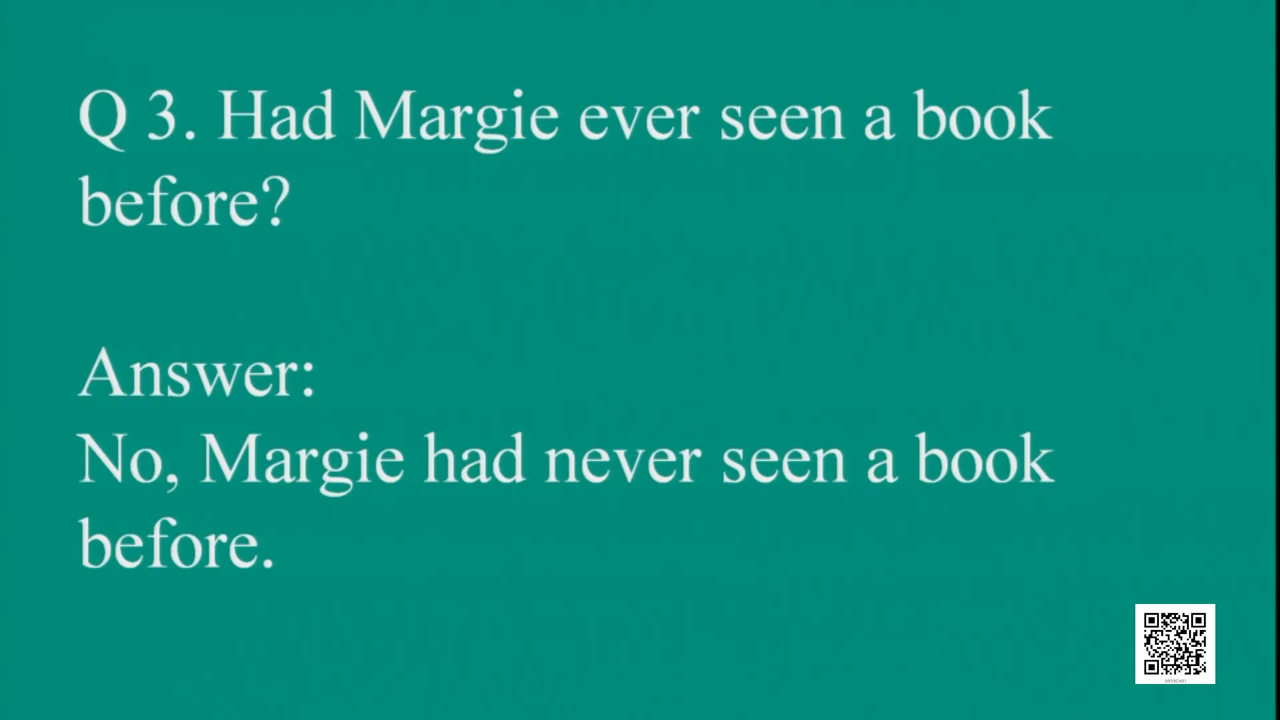 Q 3. Had Margie ever seen a book
before?
Answer:
No, Margie had never seen a book
before.